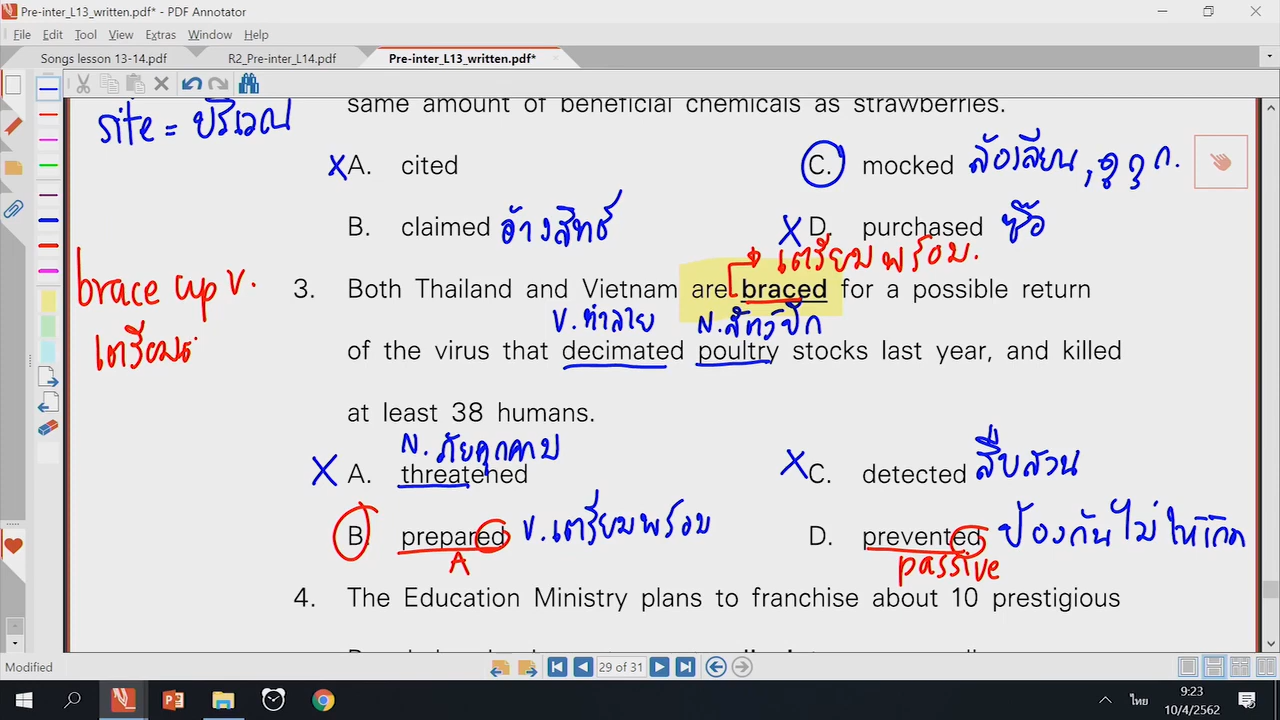 Pre-inter_L13_written.pdf* - PDF Annotator
File Edit Tool View Extras Window Help
Songs lesson 13-14.pdf R2_Pre-inter_L14.pdf Pre-inter_L13_written.pdf*
same amount of beneficial chemicals as strawberries.
site = บริเวณ
X A. cited
C. mocked ล้อเลียน, ดูถูก.
B. claimed อ้างสิทธิ์
X D. purchased ซื้อ
เตรียมพร้อม.
brace up v.
3. Both Thailand and Vietnam are braced for a possible return
V. ทำลาย N. สัตว์ปีก
of the virus that decimated poultry stocks last year, and killed
at least 38 humans.
N. ภัยคุกคาม
X A. threatened
X C. detected สืบสวน
B. prepared V. เตรียมพร้อม
D. prevented ป้องกันไม่ให้เกิด
A passive
4. The Education Ministry plans to franchise about 10 prestigious
Modified 29 of 31
ไทย 9:23
10/4/2562